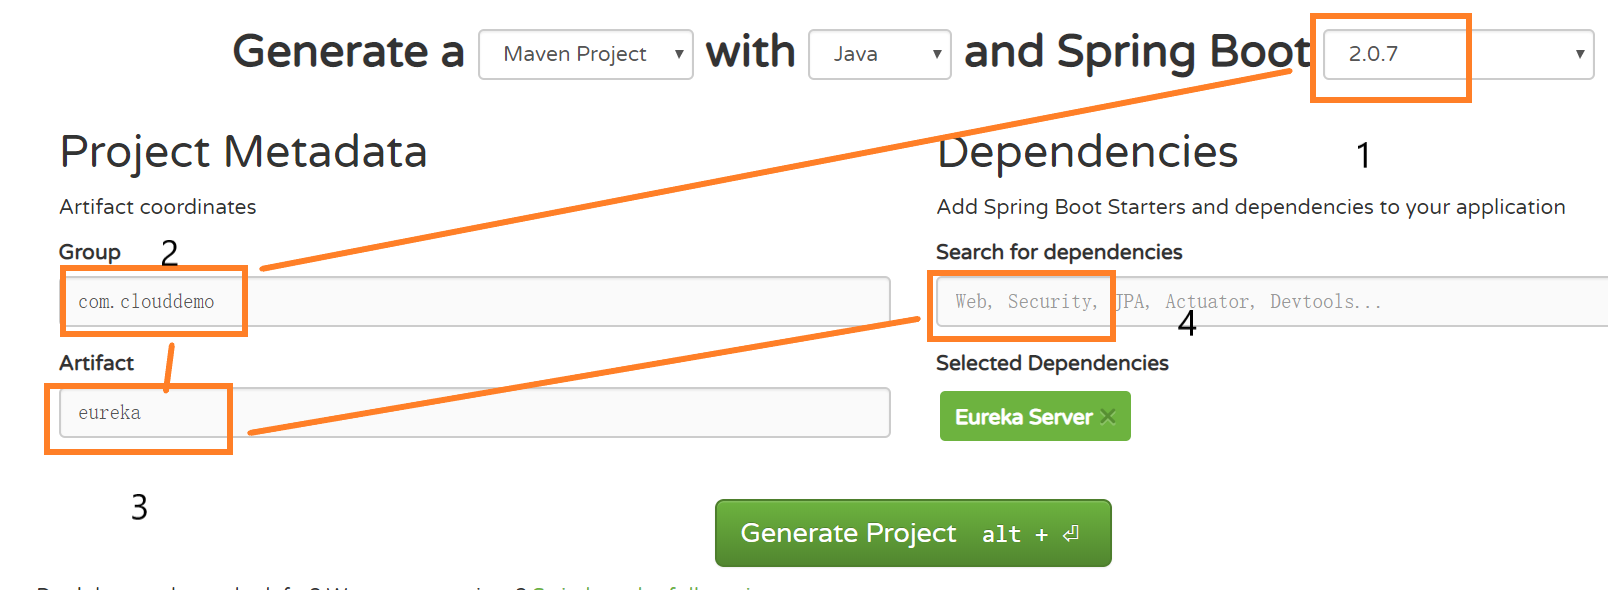 Generate a Maven Project with Java and Spring Boot 2.0.7
Project Metadata
Artifact coordinates
Group 2
com.clouddemo
Artifact
eureka
3
Dependencies 1
Add Spring Boot Starters and dependencies to your application
Search for dependencies
Web, Security, JPA, Actuator, Devtools...
4
Selected Dependencies
Eureka Server ×
Generate Project alt + ⏎